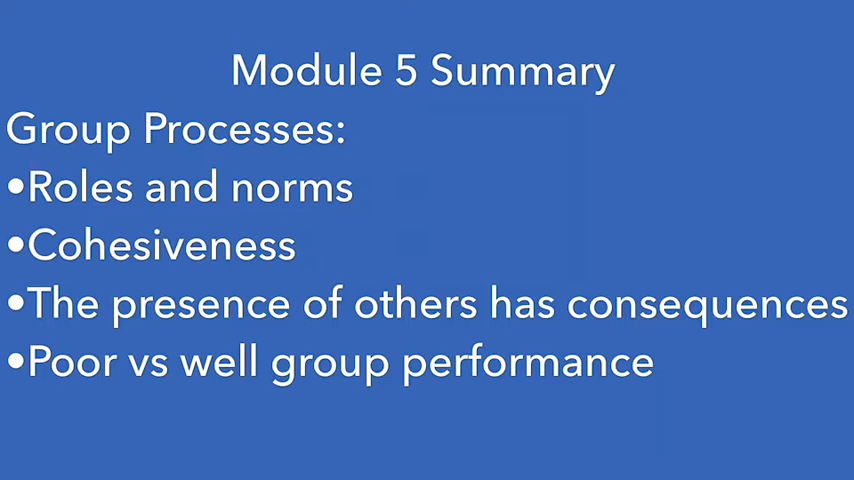 Module 5 Summary
Group Processes:
•Roles and norms
•Cohesiveness
•The presence of others has consequences
•Poor vs well group performance